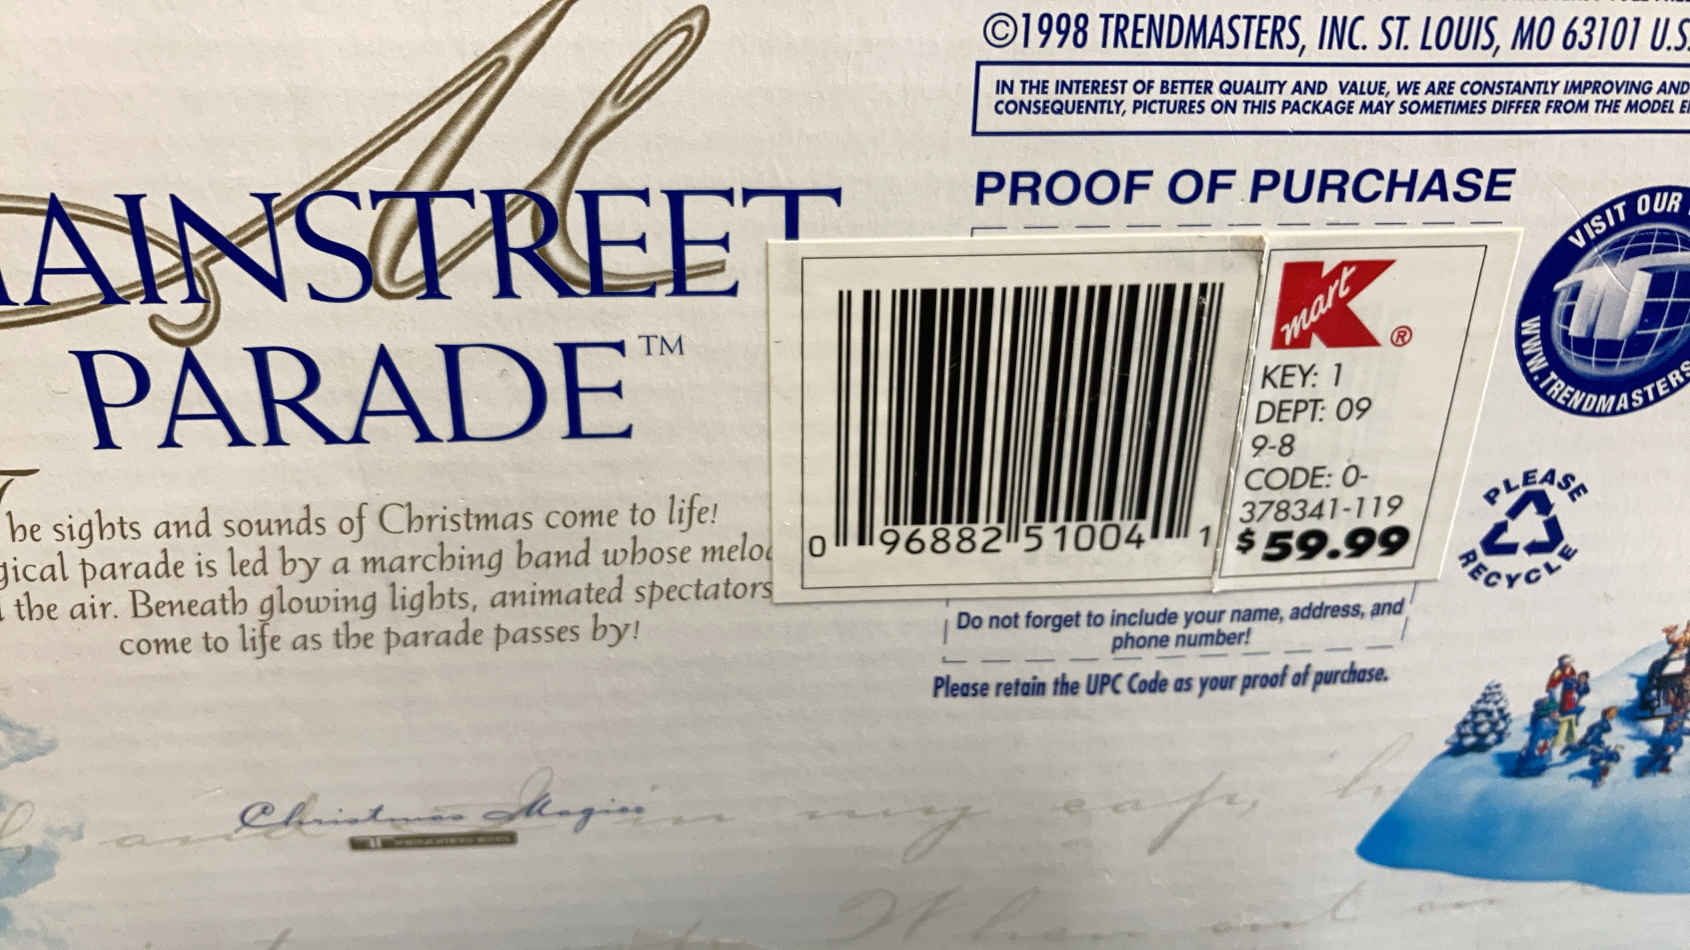 ©1998 TRENDMASTERS, INC. ST. LOUIS, MO 63101 U.S.
IN THE INTEREST OF BETTER QUALITY AND VALUE, WE ARE CONSTANTLY IMPROVING AND
CONSEQUENTLY, PICTURES ON THIS PACKAGE MAY SOMETIMES DIFFER FROM THE MODEL
MAINSTREET
PARADE™
The sights and sounds of Christmas come to life!
gical parade is led by a marching band whose melo
the air. Beneath glowing lights, animated spectators
come to life as the parade passes by!
PROOF OF PURCHASE
Kmart®
KEY: 1
DEPT: 09
9-8
CODE: 0-
378341-119
$59.99
0 96882 51004 1
Do not forget to include your name, address, and
phone number!
Please retain the UPC Code as your proof of purchase.
VISIT OUR
WWW.TRENDMASTERS
PLEASE
RECYCLE
Christmas Magic